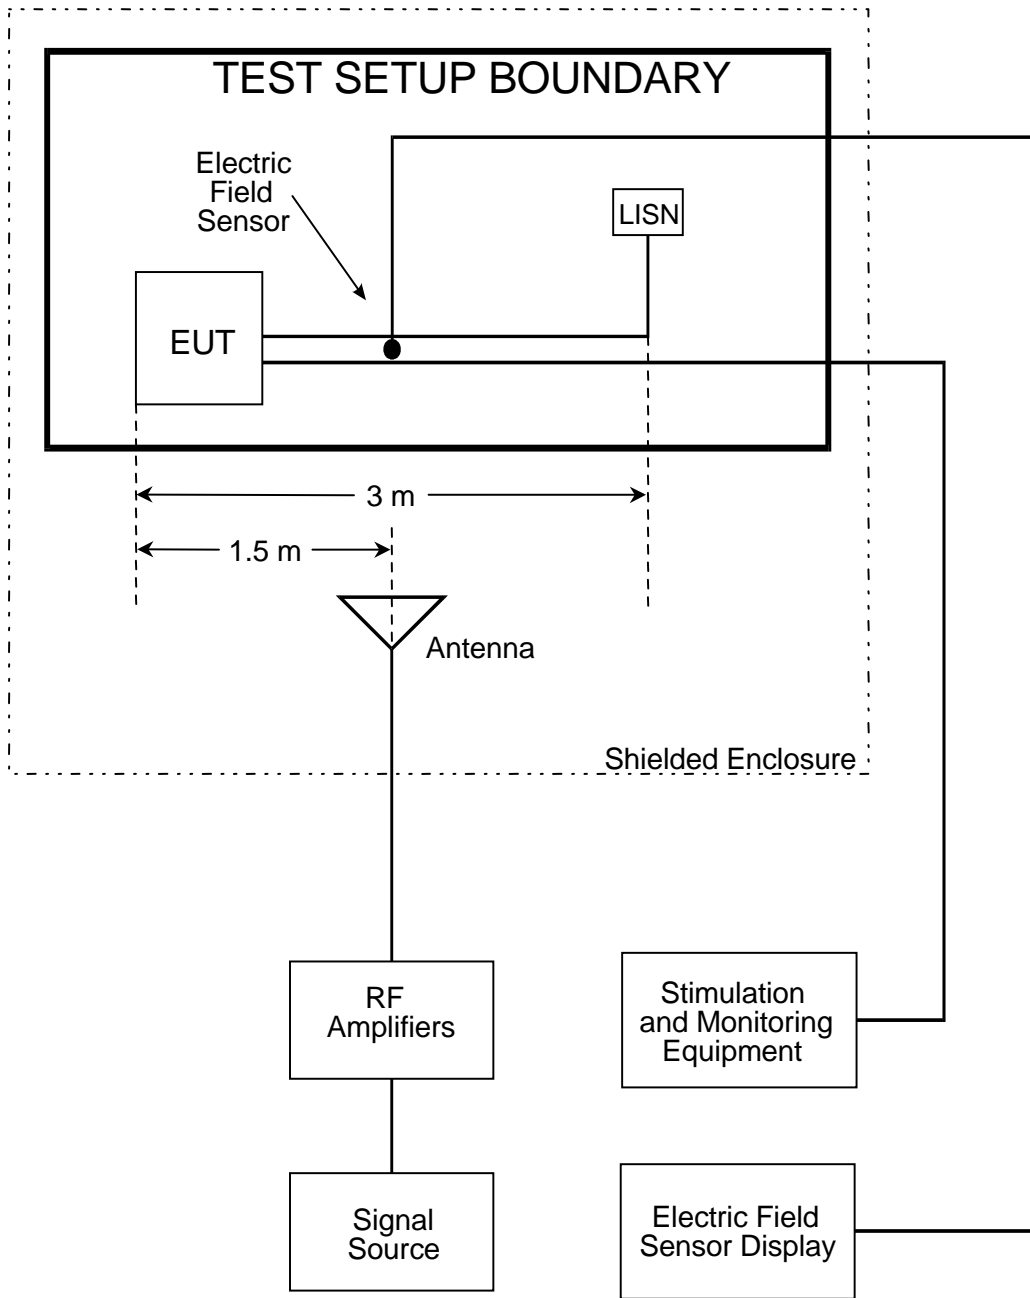 TEST SETUP BOUNDARY
Electric
Field
Sensor
LISN
EUT
3 m
1.5 m
Antenna
Shielded Enclosure
RF
Amplifiers
Stimulation
and Monitoring
Equipment
Signal
Source
Electric Field
Sensor Display